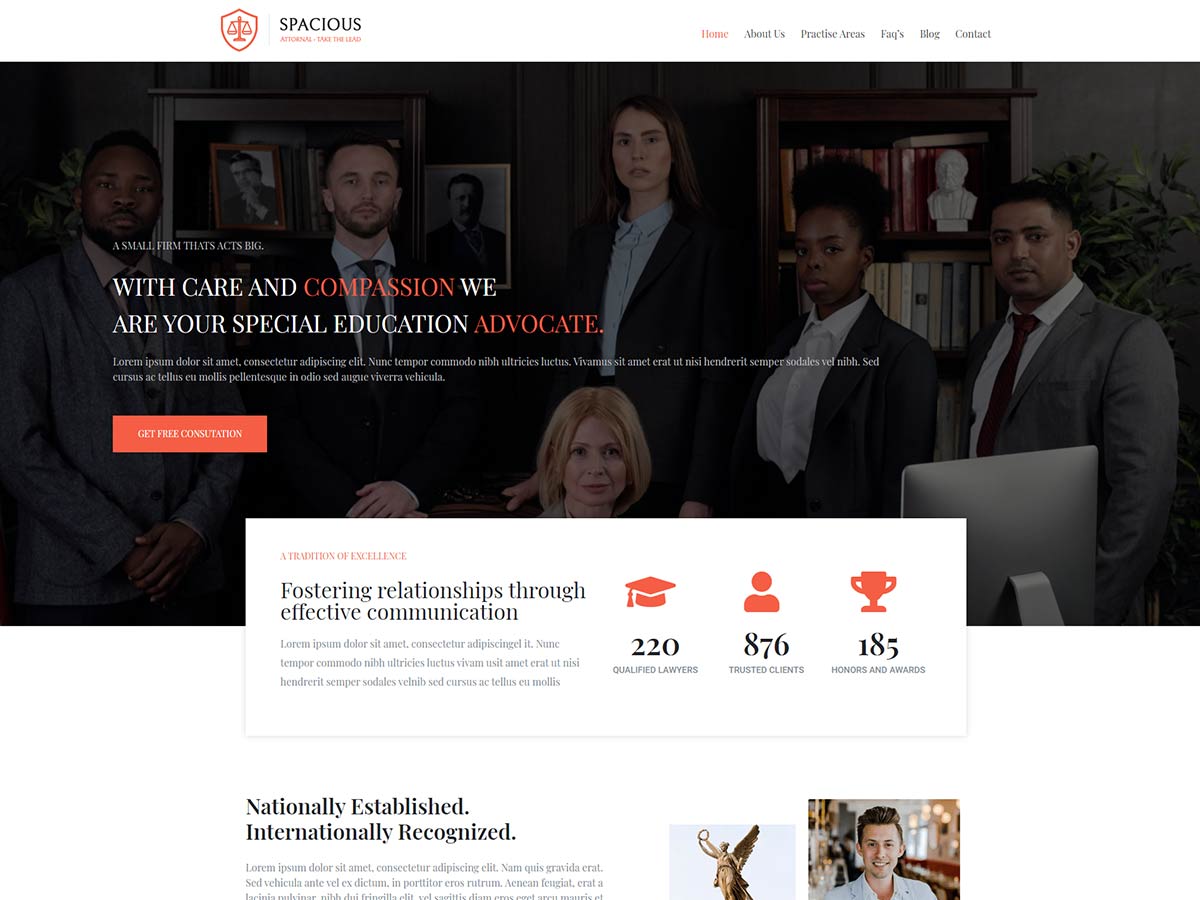 SPACIOUS
ATTORNAL - TAKE THE LEAD
Home About Us Practise Areas Faq's Blog Contact
A SMALL FIRM THATS ACTS BIG.
WITH CARE AND COMPASSION WE
ARE YOUR SPECIAL EDUCATION ADVOCATE.
Lorem ipsum dolor sit amet, consectetur adipiscing elit. Nunc tempor commodo nibh ultricies luctus. Vivamus sit amet erat ut nisi hendrerit semper sodales vel nibh. Sed
cursus ac tellus eu mollis pellentesque in odio sed augue viverra vehicula.
GET FREE CONSUTATION
A TRADITION OF EXCELLENCE
Fostering relationships through
effective communication
Lorem ipsum dolor sit amet, consectetur adipiscingel it. Nunc
tempor commodo nibh ultricies luctus vivam usit amet erat ut nisi
hendrerit semper sodales velnib sed cursus ac tellus eu mollis
220
QUALIFIED LAWYERS
876
TRUSTED CLIENTS
185
HONORS AND AWARDS
Nationally Established.
Internationally Recognized.
Lorem ipsum dolor sit amet, consectetur adipiscing elit. Nam quis gravida erat.
Sed vehicula ante vel ex dictum, in porttitor eros rutrum. Aenean feugiat, erat a
lacinia pulvinar, nibh dui fringilla elit, vel sagittis diam eros eget arcu mauris et